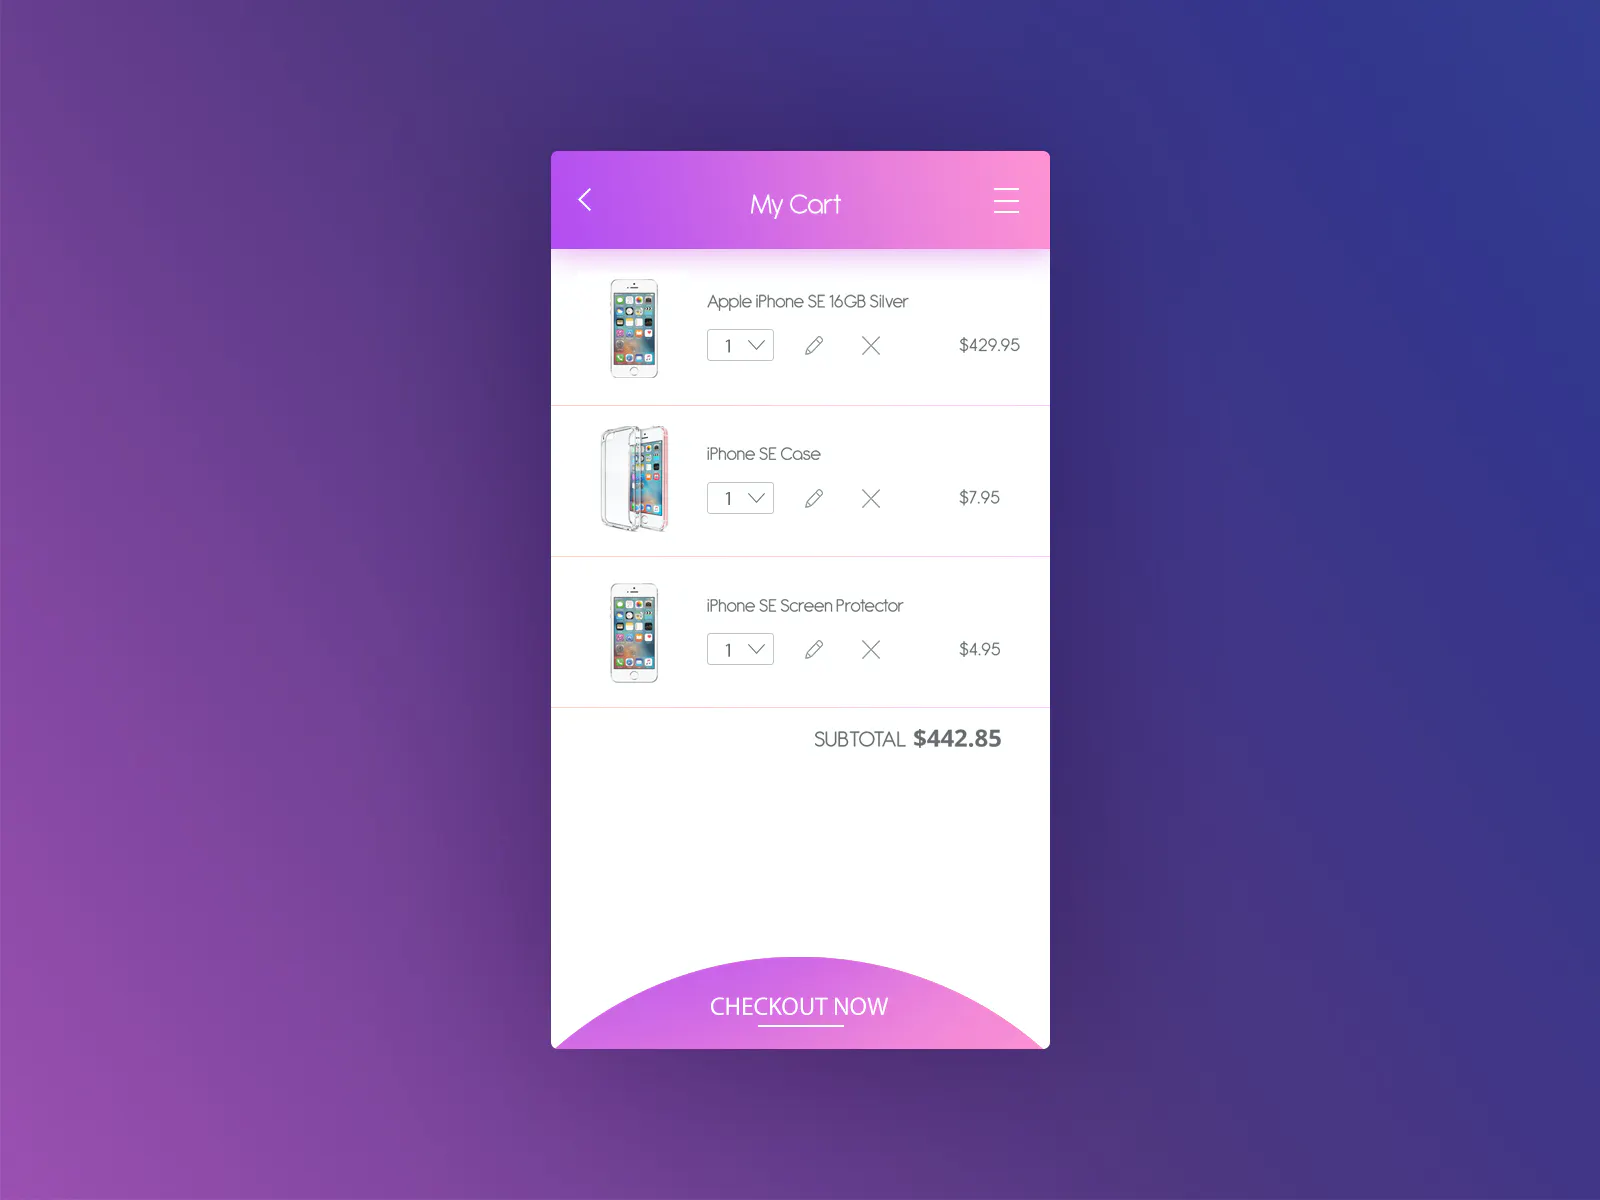 My Cart
Apple iPhone SE 16GB Silver
1
$429.95
iPhone SE Case
1
$7.95
iPhone SE Screen Protector
1
$4.95
SUBTOTAL $442.85
CHECKOUT NOW